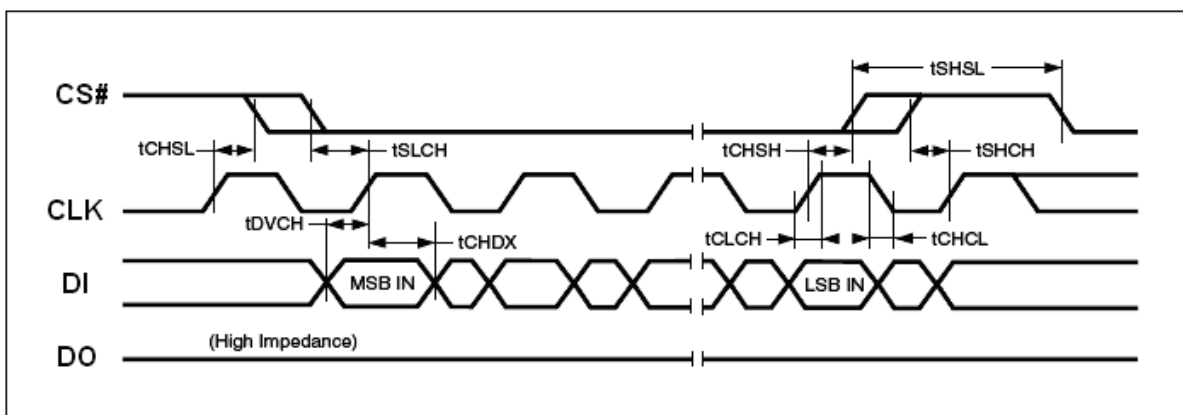 tSHSL
CS#
tCHSL
tSLCH
tCHSH
tSHCH
CLK
tDVCH
tCHDX
tCLCH
tCHCL
DI
MSB IN
LSB IN
(High Impedance)
DO